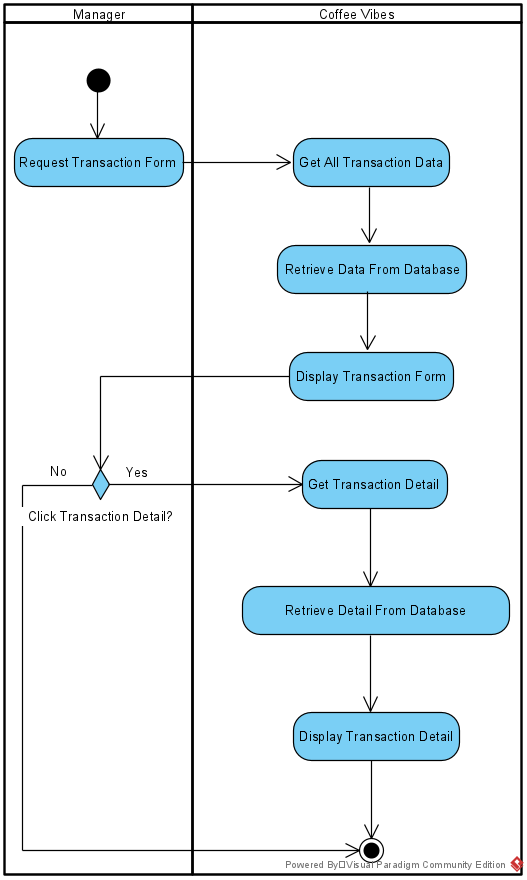 Manager
Coffee Vibes
Request Transaction Form
Get All Transaction Data
Retrieve Data From Database
Display Transaction Form
No
Yes
Get Transaction Detail
Click Transaction Detail?
Retrieve Detail From Database
Display Transaction Detail
Powered By□Visual Paradigm Community Edition